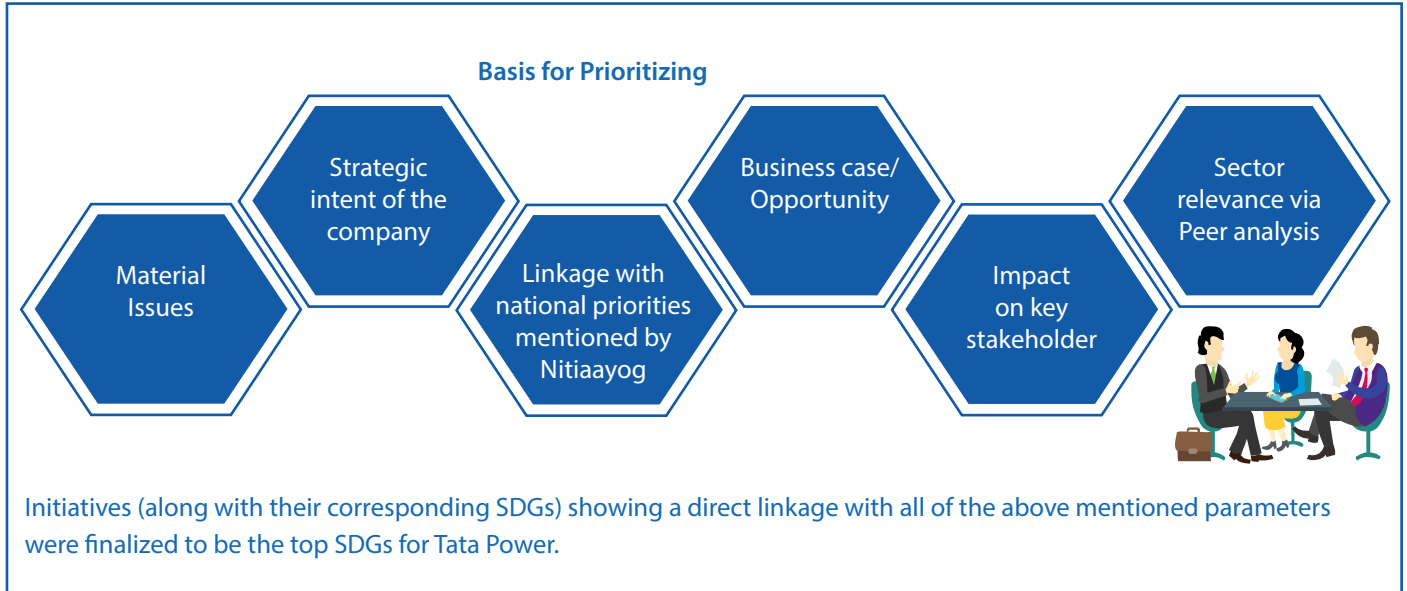 Basis for Prioritizing
Material
Issues
Strategic
intent of the
company
Linkage with
national priorities
mentioned by
Nitiaayog
Business case/
Opportunity
Impact
on key
stakeholder
Sector
relevance via
Peer analysis
Initiatives (along with their corresponding SDGs) showing a direct linkage with all of the above mentioned parameters
were finalized to be the top SDGs for Tata Power.